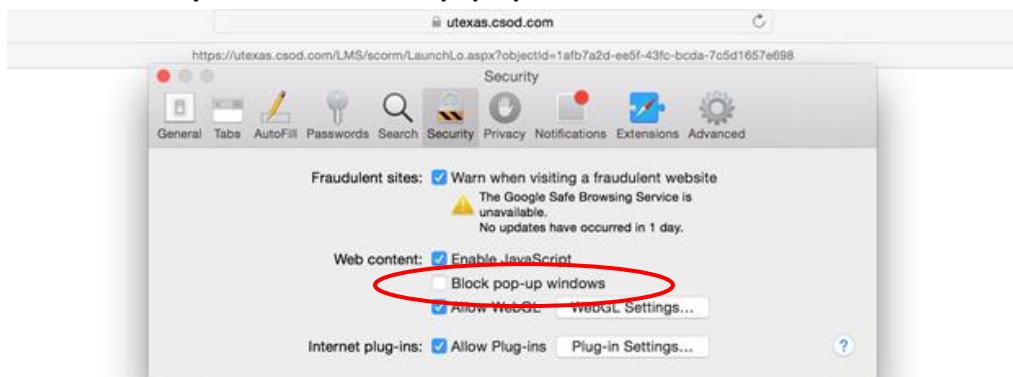 utexas.csod.com
https://utexas.csod.com/LMS/scorm/LaunchLo.aspx?objectId=1afb7a2d-ee5f-43fc-bcda-7c5d1657e698
Security
General Tabs AutoFill Passwords Search Security Privacy Notifications Extensions Advanced
Fraudulent sites: Warn when visiting a fraudulent website
The Google Safe Browsing Service is
unavailable.
No updates have occurred in 1 day.
Web content: Enable JavaScript
Block pop-up windows
Allow WebGL WebGL Settings...
Internet plug-ins: Allow Plug-ins Plug-in Settings...
?